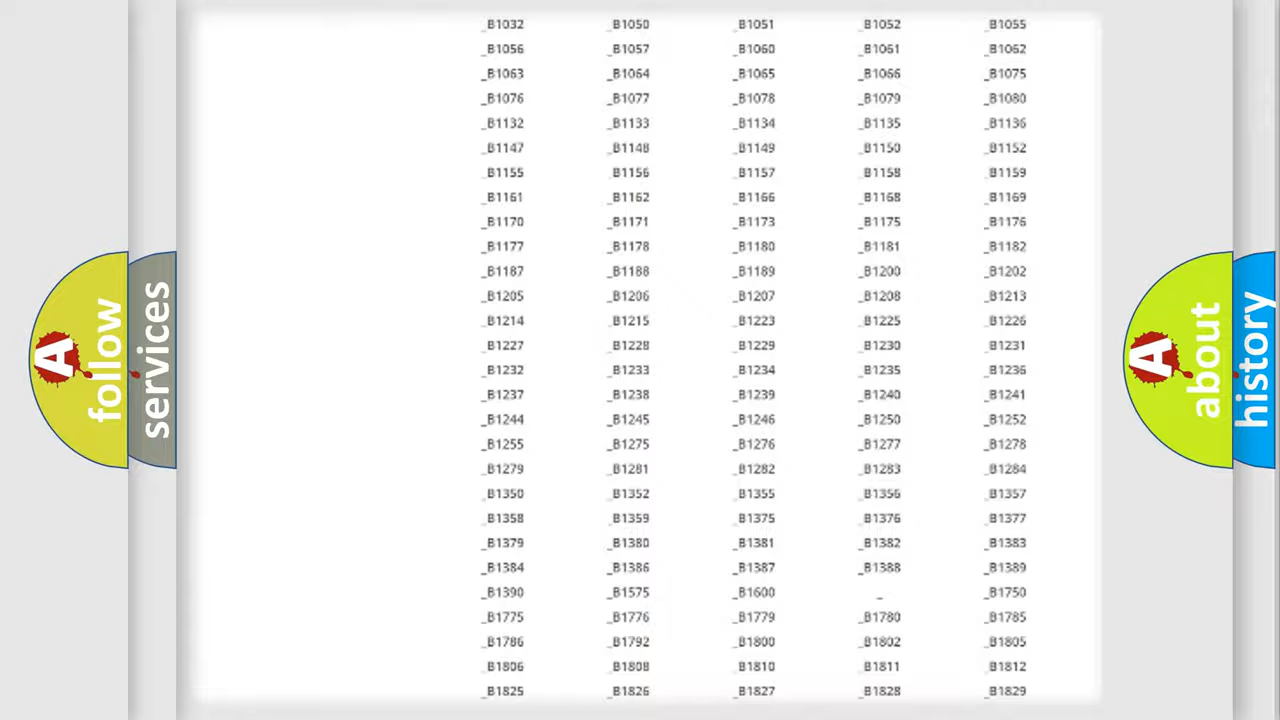 _B1032 _B1050 _B1051 _B1052 _B1055
_B1056 _B1057 _B1060 _B1061 _B1062
_B1063 _B1064 _B1065 _B1066 _B1075
_B1076 _B1077 _B1078 _B1079 _B1080
_B1132 _B1133 _B1134 _B1135 _B1136
_B1147 _B1148 _B1149 _B1150 _B1152
_B1155 _B1156 _B1157 _B1158 _B1159
_B1161 _B1162 _B1166 _B1168 _B1169
_B1170 _B1171 _B1173 _B1175 _B1176
_B1177 _B1178 _B1180 _B1181 _B1182
_B1187 _B1188 _B1189 _B1200 _B1202
_B1205 _B1206 _B1207 _B1208 _B1213
_B1214 _B1215 _B1223 _B1225 _B1226
_B1227 _B1228 _B1229 _B1230 _B1231
_B1232 _B1233 _B1234 _B1235 _B1236
_B1237 _B1238 _B1239 _B1240 _B1241
_B1244 _B1245 _B1246 _B1250 _B1252
_B1255 _B1275 _B1276 _B1277 _B1278
_B1279 _B1281 _B1282 _B1283 _B1284
_B1350 _B1352 _B1355 _B1356 _B1357
_B1358 _B1359 _B1375 _B1376 _B1377
_B1379 _B1380 _B1381 _B1382 _B1383
_B1384 _B1386 _B1387 _B1388 _B1389
_B1390 _B1575 _B1600 _ _B1750
_B1775 _B1776 _B1779 _B1780 _B1785
_B1786 _B1792 _B1800 _B1802 _B1805
_B1806 _B1808 _B1810 _B1811 _B1812
_B1825 _B1826 _B1827 _B1828 _B1829
A follow
services
A about
history